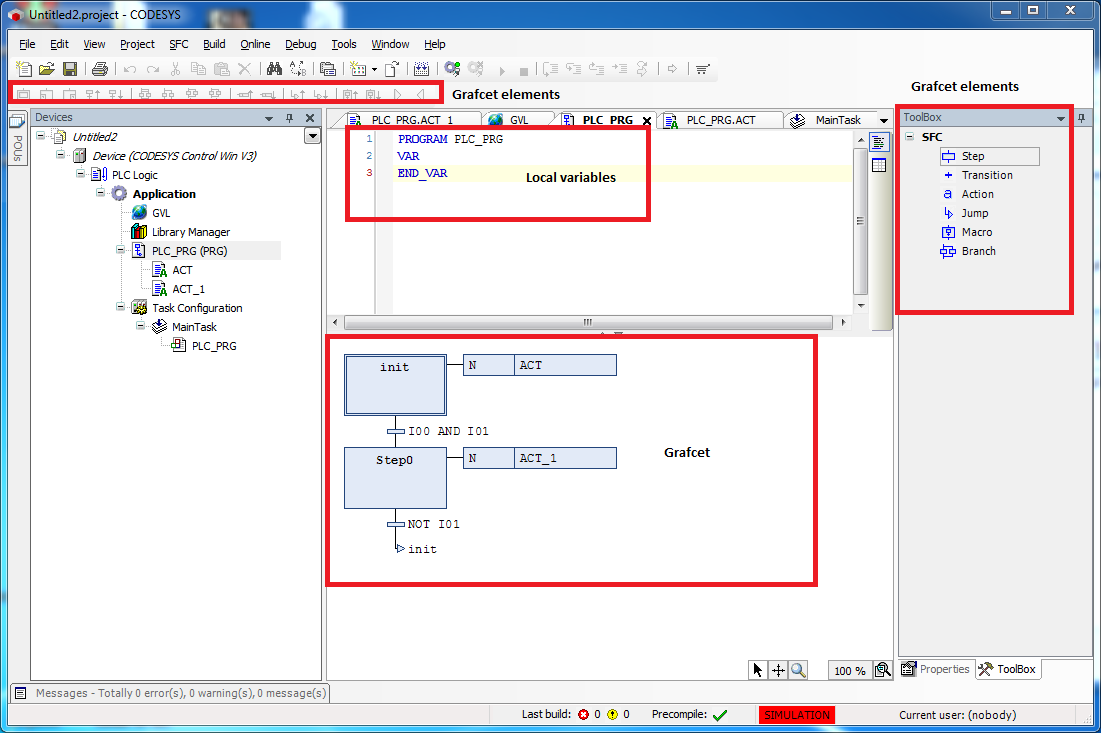 Untitled2.project - CODESYS
File Edit View Project SFC Build Online Debug Tools Window Help
Grafcet elements
Grafcet elements
POUs
Devices
Untitled2
Device (CODESYS Control Win V3)
PLC Logic
Application
GVL
Library Manager
PLC_PRG (PRG)
ACT
ACT_1
Task Configuration
MainTask
PLC_PRG
PLC_PRG.ACT_1 GVL PLC_PRG PLC_PRG.ACT MainTask
1 PROGRAM PLC_PRG
2 VAR
3 END_VAR
Local variables
init N ACT
I00 AND I01
Step0 N ACT_1
Grafcet
NOT I01
init
100 %
ToolBox
SFC
Step
Transition
Action
Jump
Macro
Branch
Properties ToolBox
Messages - Totally 0 error(s), 0 warning(s), 0 message(s)
Last build: 0 0 Precompile: SIMULATION Current user: (nobody)